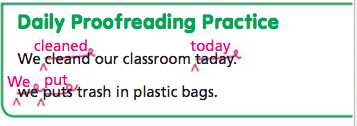 Daily Proofreading Practice
cleaned today
We cleand our classroom taday.
We put
we puts trash in plastic bags.